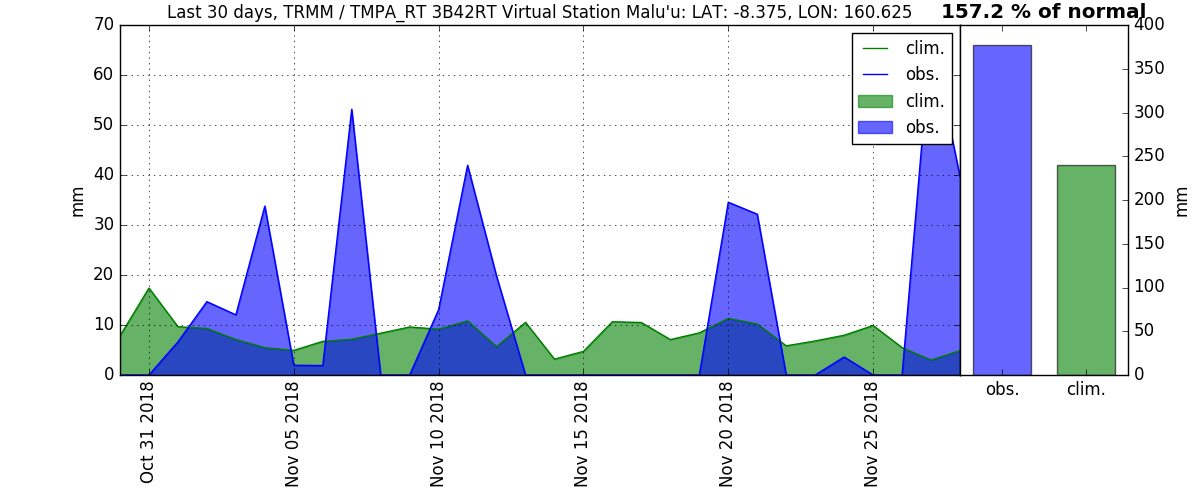 Last 30 days, TRMM / TMPA_RT 3B42RT Virtual Station Malu'u: LAT: -8.375, LON: 160.625
157.2 % of normal
70
60
50
40
30
20
10
0
mm
clim.
obs.
clim.
obs.
400
350
300
250
200
150
100
50
0
mm
Oct 31 2018
Nov 05 2018
Nov 10 2018
Nov 15 2018
Nov 20 2018
Nov 25 2018
obs.
clim.